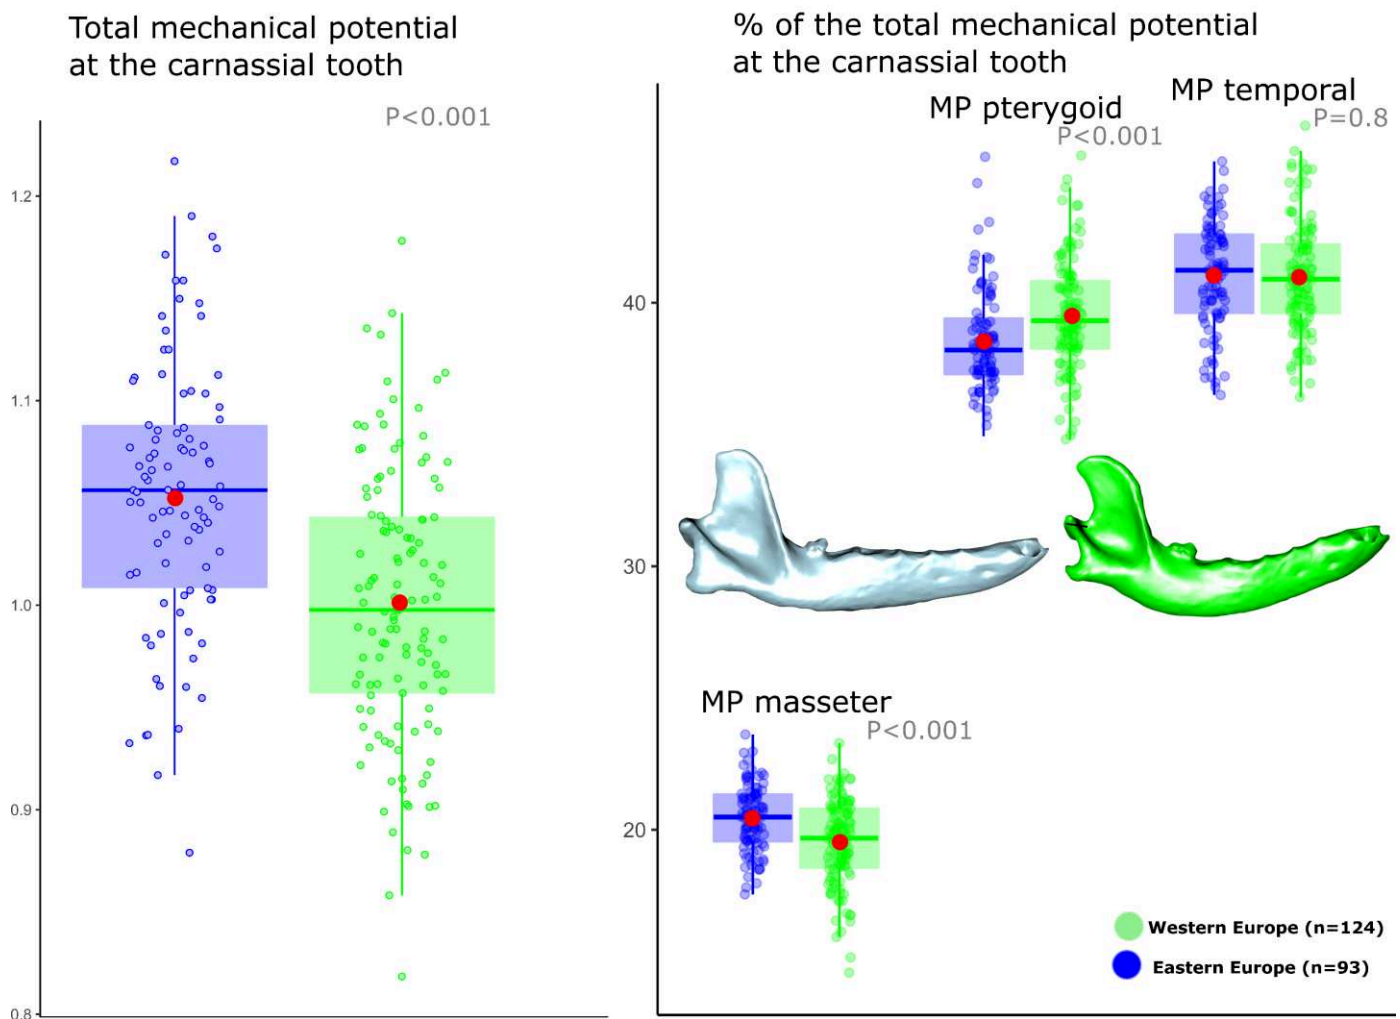 Total mechanical potential
at the carnassial tooth
P<0.001
1.2
1.1
1.0
0.9
0.8
% of the total mechanical potential
at the carnassial tooth
MP pterygoid
P<0.001
MP temporal
P=0.8
40
30
20
MP masseter
P<0.001
Western Europe (n=124)
Eastern Europe (n=93)